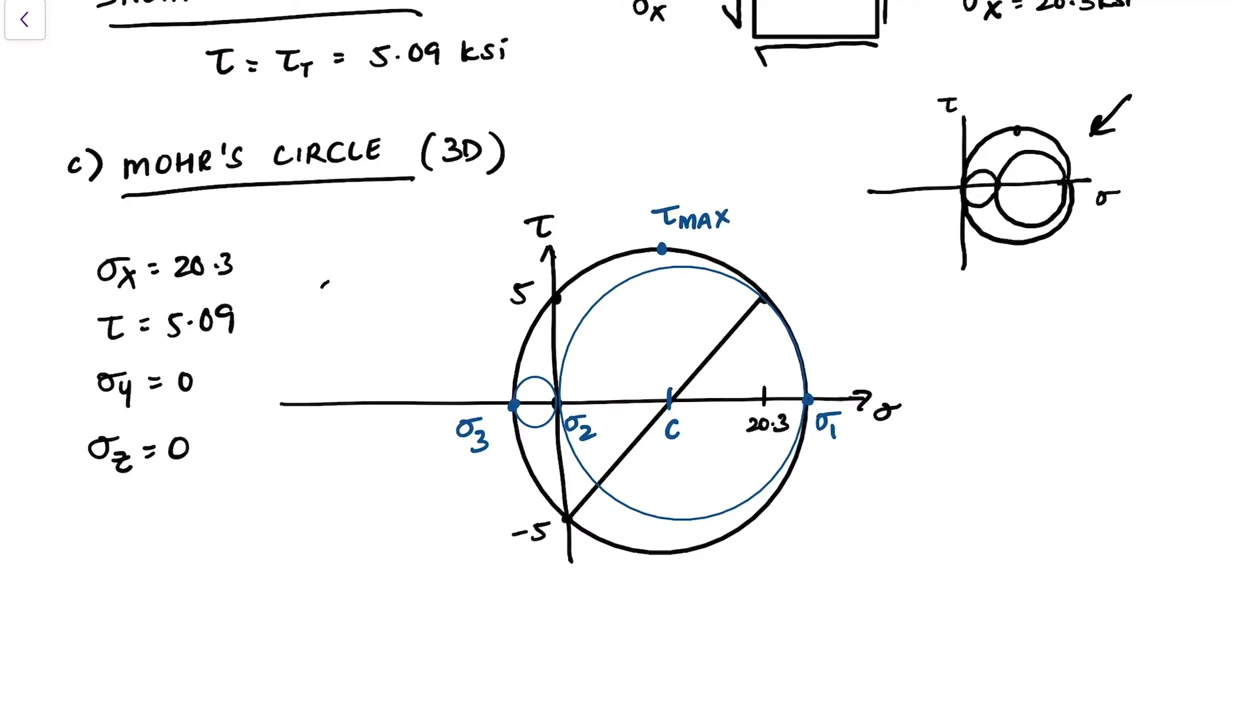 σx
σx = 20.3 ksi
τ = τT = 5.09 ksi
τ
σ
c) MOHR'S CIRCLE (3D)
τMAX
τ
σx = 20.3
5
τ = 5.09
σy = 0
σ
σ3
σ2
C
20.3
σ1
σz = 0
-5